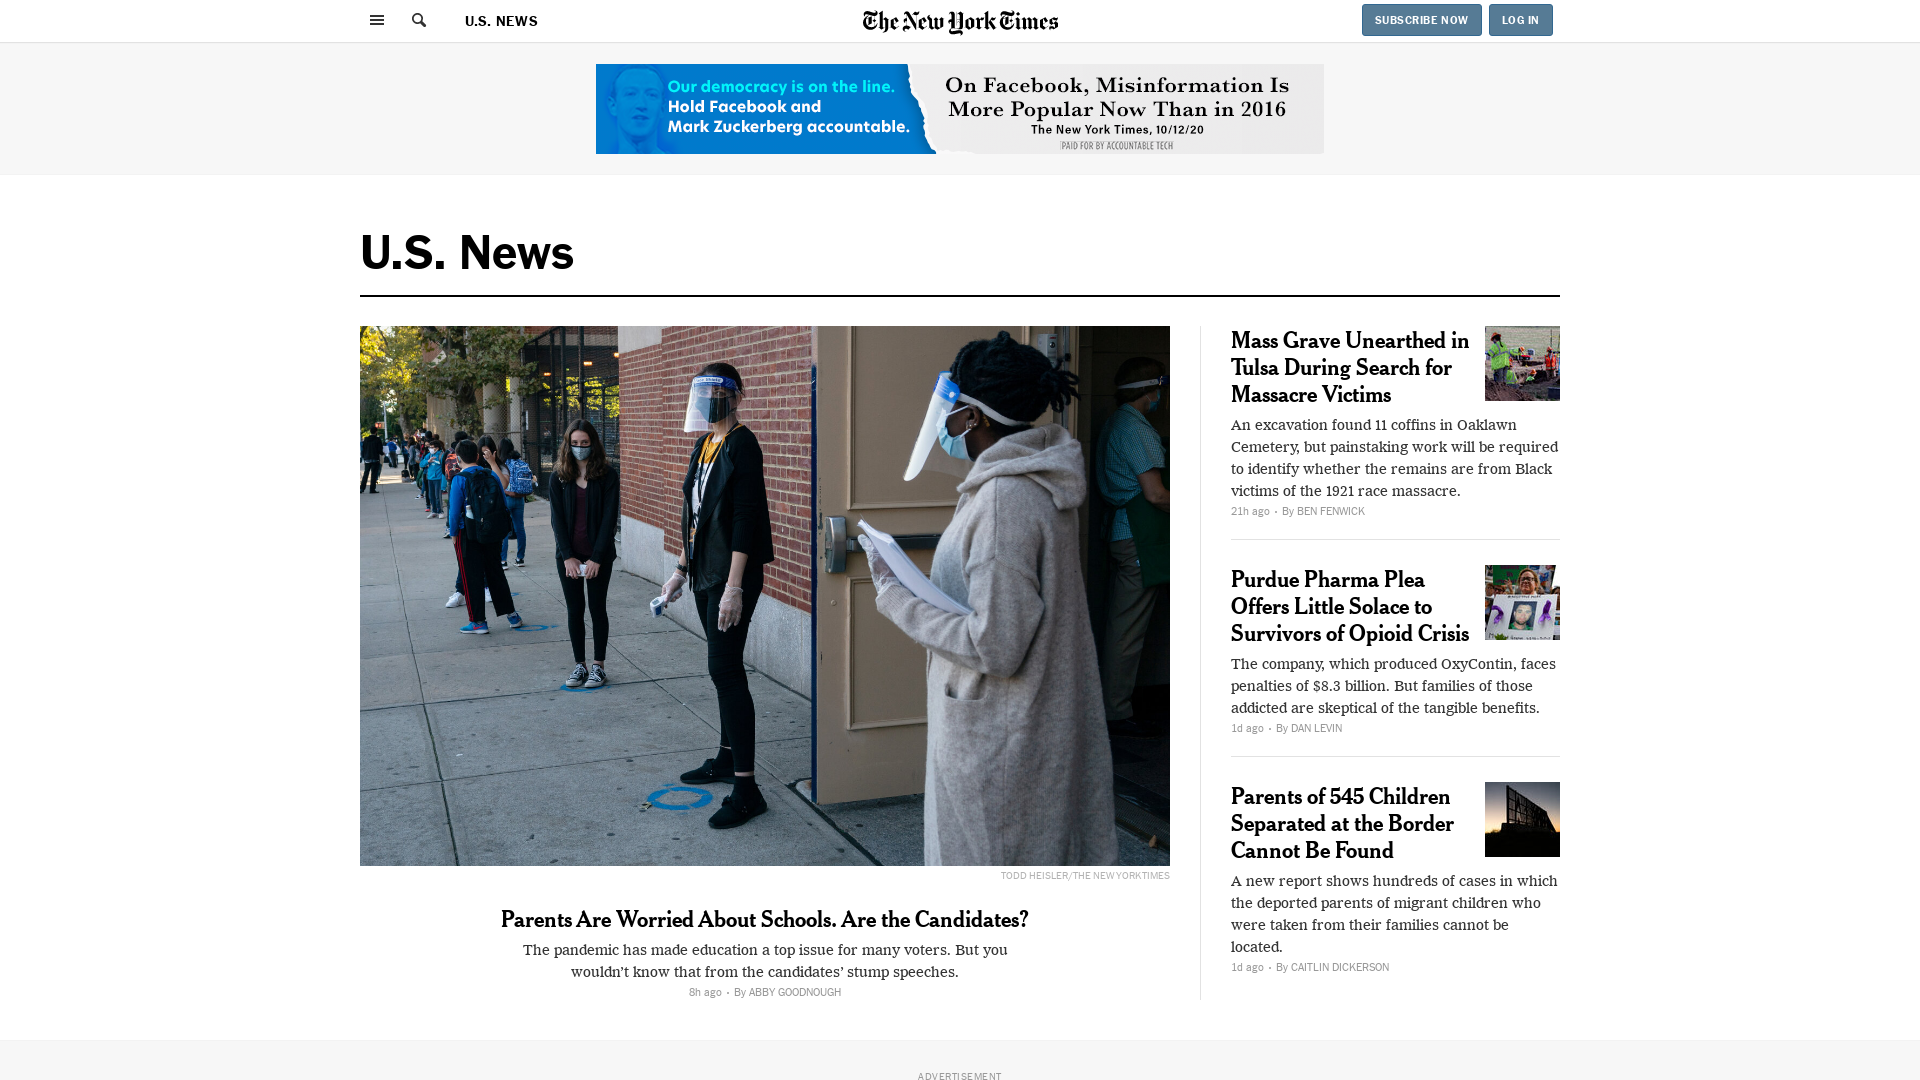 U.S. NEWS
The New York Times
SUBSCRIBE NOW
LOG IN
Our democracy is on the line.
Hold Facebook and
Mark Zuckerberg accountable.
On Facebook, Misinformation Is
More Popular Now Than in 2016
The New York Times, 10/12/20
PAID FOR BY ACCOUNTABLE TECH
U.S. News
TODD HEISLER/THE NEW YORKTIMES
Parents Are Worried About Schools. Are the Candidates?
The pandemic has made education a top issue for many voters. But you
wouldn’t know that from the candidates’ stump speeches.
8h ago • By ABBY GOODNOUGH
Mass Grave Unearthed in
Tulsa During Search for
Massacre Victims
An excavation found 11 coffins in Oaklawn
Cemetery, but painstaking work will be required
to identify whether the remains are from Black
victims of the 1921 race massacre.
21h ago • By BEN FENWICK
Purdue Pharma Plea
Offers Little Solace to
Survivors of Opioid Crisis
The company, which produced OxyContin, faces
penalties of $8.3 billion. But families of those
addicted are skeptical of the tangible benefits.
1d ago • By DAN LEVIN
Parents of 545 Children
Separated at the Border
Cannot Be Found
A new report shows hundreds of cases in which
the deported parents of migrant children who
were taken from their families cannot be
located.
1d ago • By CAITLIN DICKERSON
ADVERTISEMENT